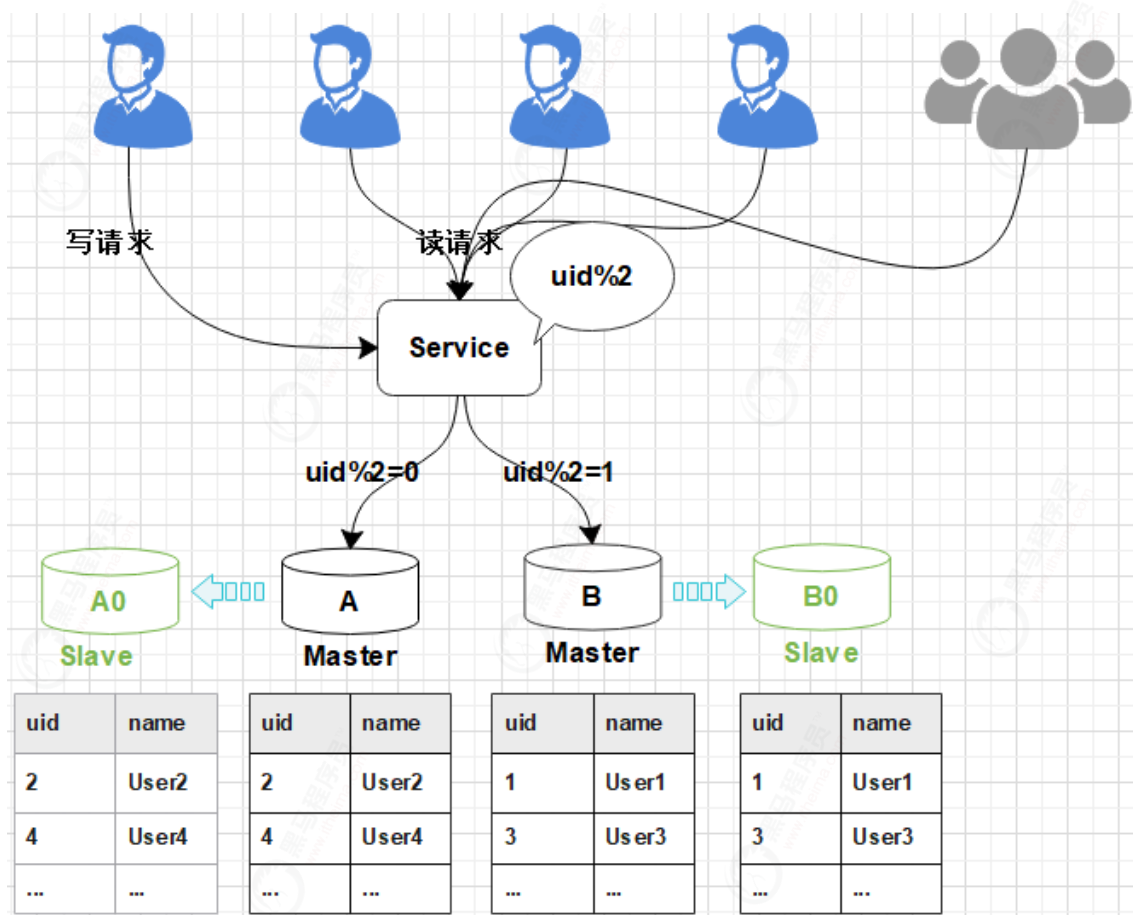 写请求
读请求
uid%2
Service
uid%2=0
uid%2=1
A0
A
B
B0
Slave
Master
Master
Slave
uid name
2 User2
4 User4
... ...
uid name
2 User2
4 User4
... ...
uid name
1 User1
3 User3
... ...
uid name
1 User1
3 User3
... ...